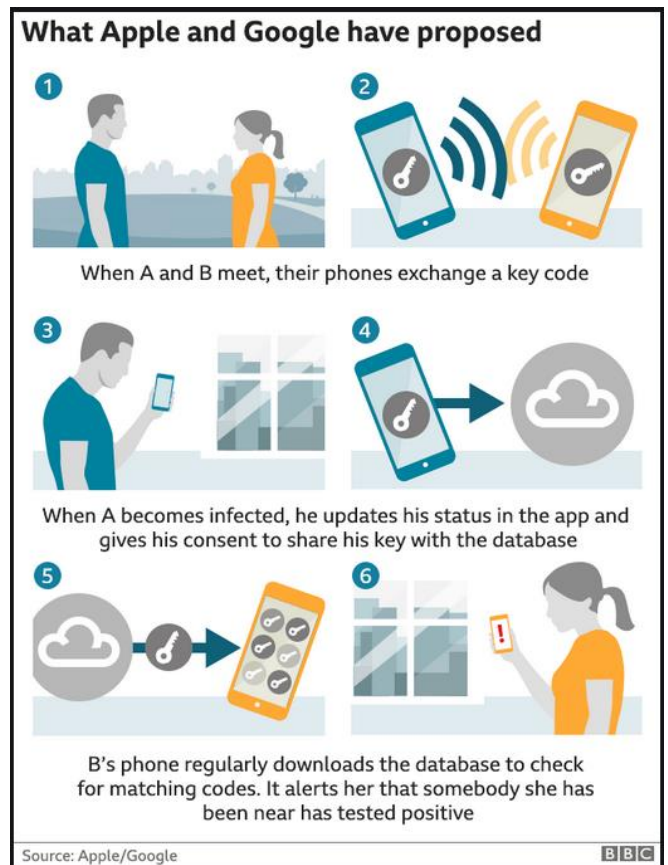 What Apple and Google have proposed
1
2
When A and B meet, their phones exchange a key code
3
4
When A becomes infected, he updates his status in the app and
gives his consent to share his key with the database
5
6
!
B's phone regularly downloads the database to check
for matching codes. It alerts her that somebody she has
been near has tested positive
Source: Apple/Google
BBC